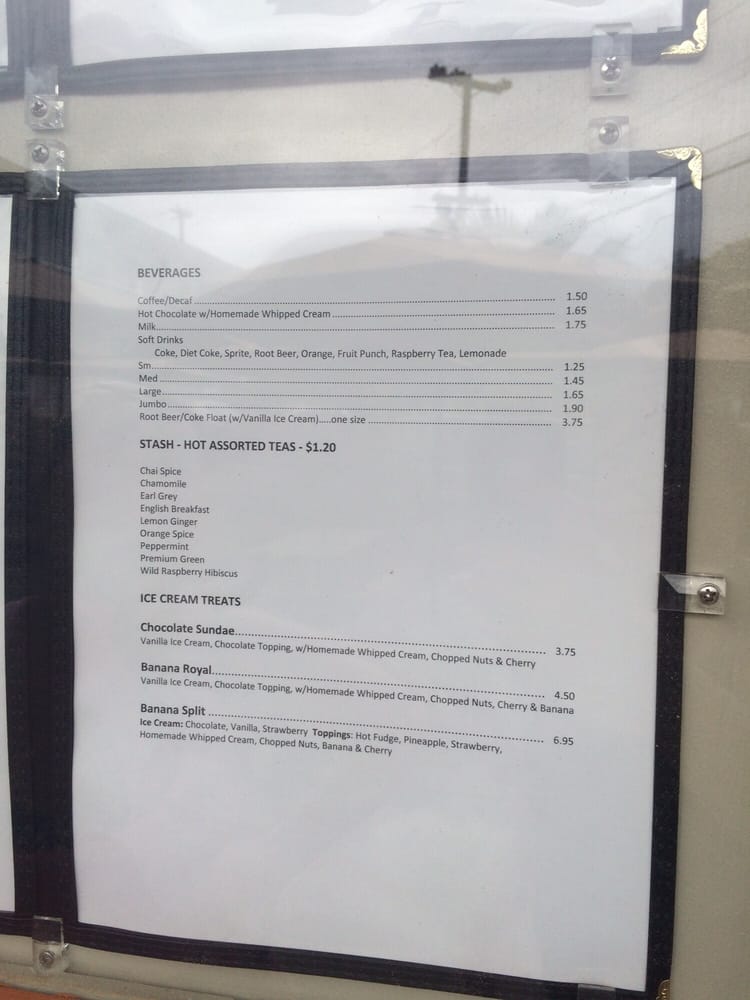 BEVERAGES
Coffee/Decaf ........ 1.50
Hot Chocolate w/Homemade Whipped Cream ........ 1.65
Milk........ 1.75
Soft Drinks
Coke, Diet Coke, Sprite, Root Beer, Orange, Fruit Punch, Raspberry Tea, Lemonade
Sm........ 1.25
Med ........ 1.45
Large........ 1.65
Jumbo........ 1.90
Root Beer/Coke Float (w/Vanilla Ice Cream).....one size ........ 3.75
STASH - HOT ASSORTED TEAS - $1.20
Chai Spice
Chamomile
Earl Grey
English Breakfast
Lemon Ginger
Orange Spice
Peppermint
Premium Green
Wild Raspberry Hibiscus
ICE CREAM TREATS
Chocolate Sundae........ 3.75
Vanilla Ice Cream, Chocolate Topping, w/Homemade Whipped Cream, Chopped Nuts & Cherry
Banana Royal........ 4.50
Vanilla Ice Cream, Chocolate Topping, w/Homemade Whipped Cream, Chopped Nuts, Cherry & Banana
Banana Split ........ 6.95
Ice Cream: Chocolate, Vanilla, Strawberry Toppings: Hot Fudge, Pineapple, Strawberry,
Homemade Whipped Cream, Chopped Nuts, Banana & Cherry